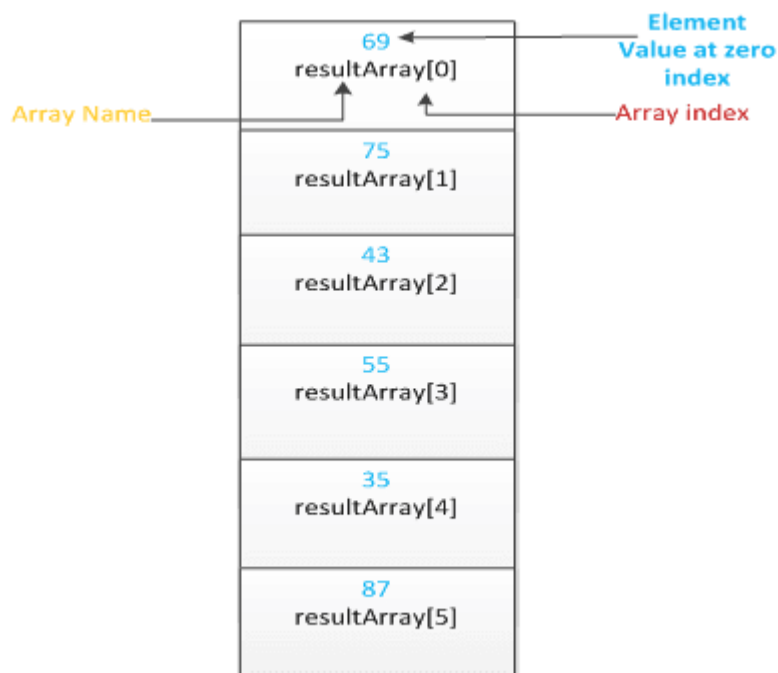 69
resultArray[0]
Element
Value at zero
index
Array Name
Array index
75
resultArray[1]
43
resultArray[2]
55
resultArray[3]
35
resultArray[4]
87
resultArray[5]